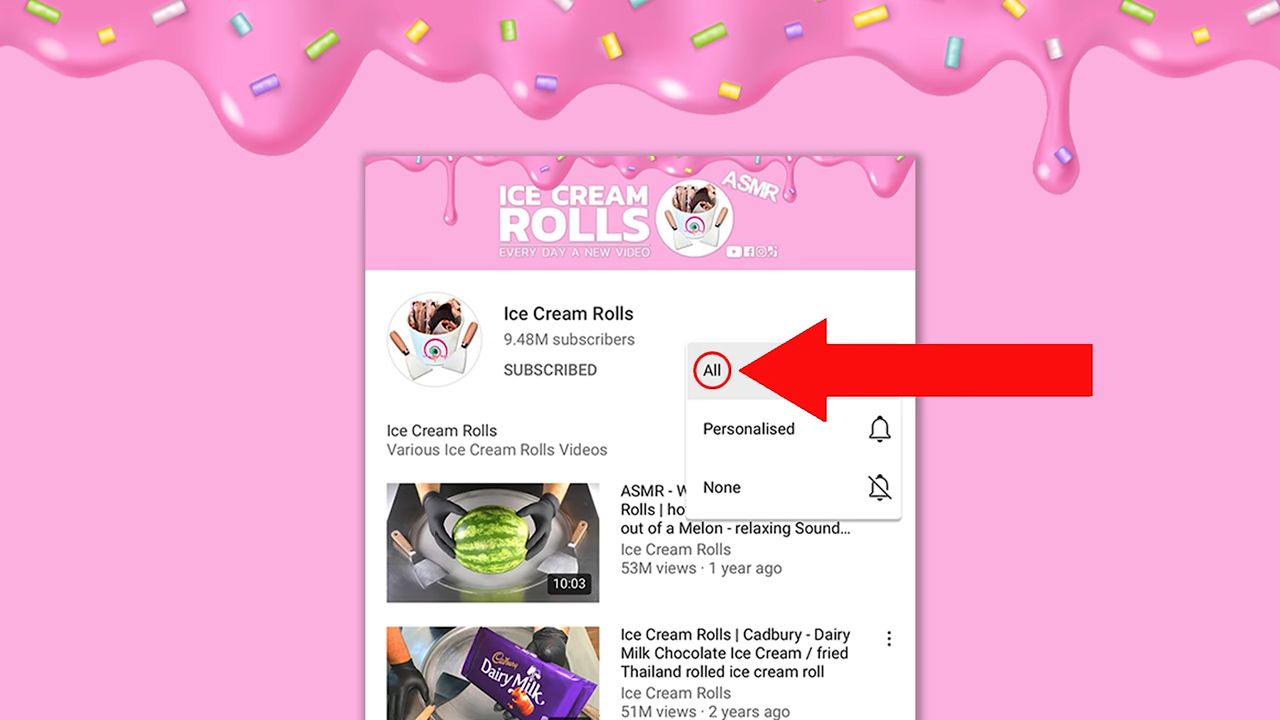 ICE CREAM
ROLLS
EVERY DAY A NEW VIDEO
ASMR
Ice Cream Rolls
9.48M subscribers
SUBSCRIBED
All
Personalised
None
Ice Cream Rolls
Various Ice Cream Rolls Videos
10:03
ASMR - W
Rolls | ho
out of a Melon - relaxing Sound...
Ice Cream Rolls
53M views · 1 year ago
Cadbury
Dairy Milk
Ice Cream Rolls | Cadbury - Dairy
Milk Chocolate Ice Cream / fried
Thailand rolled ice cream roll
Ice Cream Rolls
51M views · 2 years ago